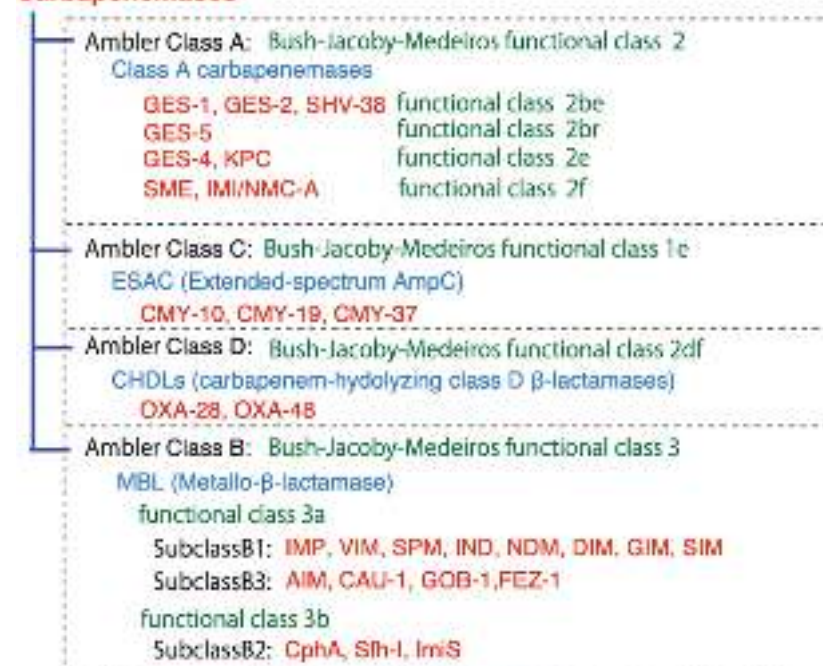 Carbapenemases
Ambler Class A: Bush-Jacoby-Medeiros functional class 2
Class A carbapenemases
GES-1, GES-2, SHV-38 functional class 2be
GES-5 functional class 2br
GES-4, KPC functional class 2e
SME, IMI/NMC-A functional class 2f
Ambler Class C: Bush-Jacoby-Medeiros functional class 1e
ESAC (Extended-spectrum AmpC)
CMY-10, CMY-19, CMY-37
Ambler Class D: Bush-Jacoby-Medeiros functional class 2df
CHDLs (carbapenem-hydolyzing class D β-lactamases)
OXA-28, OXA-48
Ambler Class B: Bush-Jacoby-Medeiros functional class 3
MBL (Metallo-β-lactamase)
functional class 3a
SubclassB1: IMP, VIM, SPM, IND, NDM, DIM, GIM, SIM
SubclassB3: AIM, CAU-1, GOB-1,FEZ-1
functional class 3b
SubclassB2: CphA, Sfh-I, ImiS